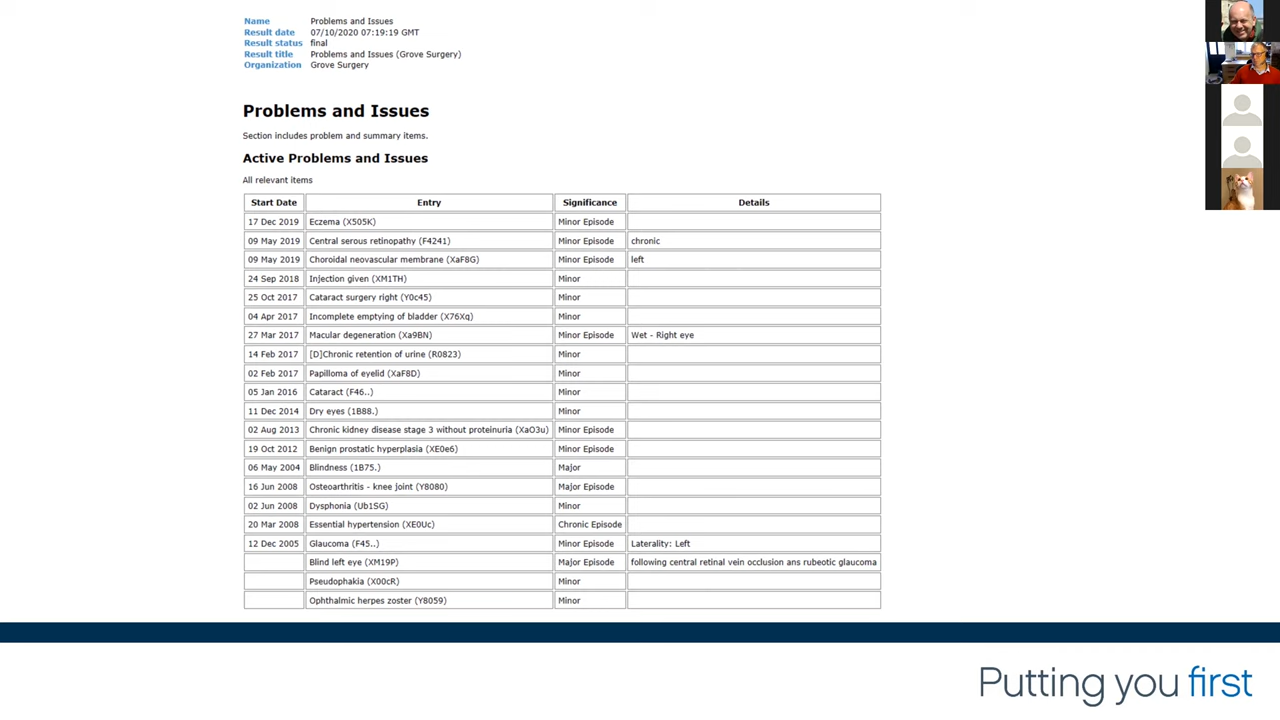 Name Problems and Issues
Result date 07/10/2020 07:19:19 GMT
Result status final
Result title Problems and Issues (Grove Surgery)
Organization Grove Surgery
Problems and Issues
Section includes problem and summary items.
Active Problems and Issues
All relevant items
Start Date Entry Significance Details
17 Dec 2019 Eczema (X505K) Minor Episode
09 May 2019 Central serous retinopathy (F4241) Minor Episode chronic
09 May 2019 Choroidal neovascular membrane (XaF8G) Minor Episode left
24 Sep 2018 Injection given (XM1TH) Minor
25 Oct 2017 Cataract surgery right (Y0c45) Minor
04 Apr 2017 Incomplete emptying of bladder (X76Xq) Minor
27 Mar 2017 Macular degeneration (Xa9BN) Minor Episode Wet - Right eye
14 Feb 2017 [D]Chronic retention of urine (R0823) Minor
02 Feb 2017 Papilloma of eyelid (XaF8D) Minor
05 Jan 2016 Cataract (F46..) Minor
11 Dec 2014 Dry eyes (1B88.) Minor
02 Aug 2013 Chronic kidney disease stage 3 without proteinuria (XaO3u) Minor Episode
19 Oct 2012 Benign prostatic hyperplasia (XE0e6) Minor Episode
06 May 2004 Blindness (1B75.) Major
16 Jun 2008 Osteoarthritis - knee joint (Y8080) Major Episode
02 Jun 2008 Dysphonia (Ub1SG) Minor
20 Mar 2008 Essential hypertension (XE0Uc) Chronic Episode
12 Dec 2005 Glaucoma (F45..) Minor Episode Laterality: Left
Blind left eye (XM19P) Major Episode following central retinal vein occlusion ans rubeotic glaucoma
Pseudophakia (X00cR) Minor
Ophthalmic herpes zoster (Y8059) Minor
Putting you first